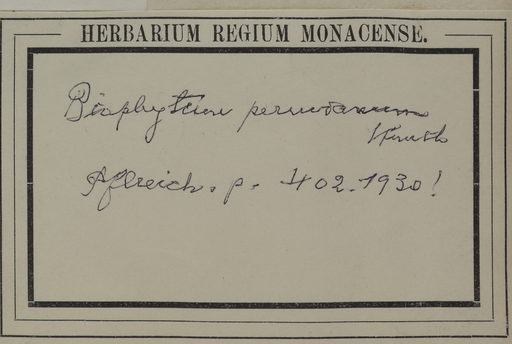 HERBARIUM REGIUM MONACENSE.
Biophytum peruvianum
Knuth
Pflreich. p. 402. 1930!